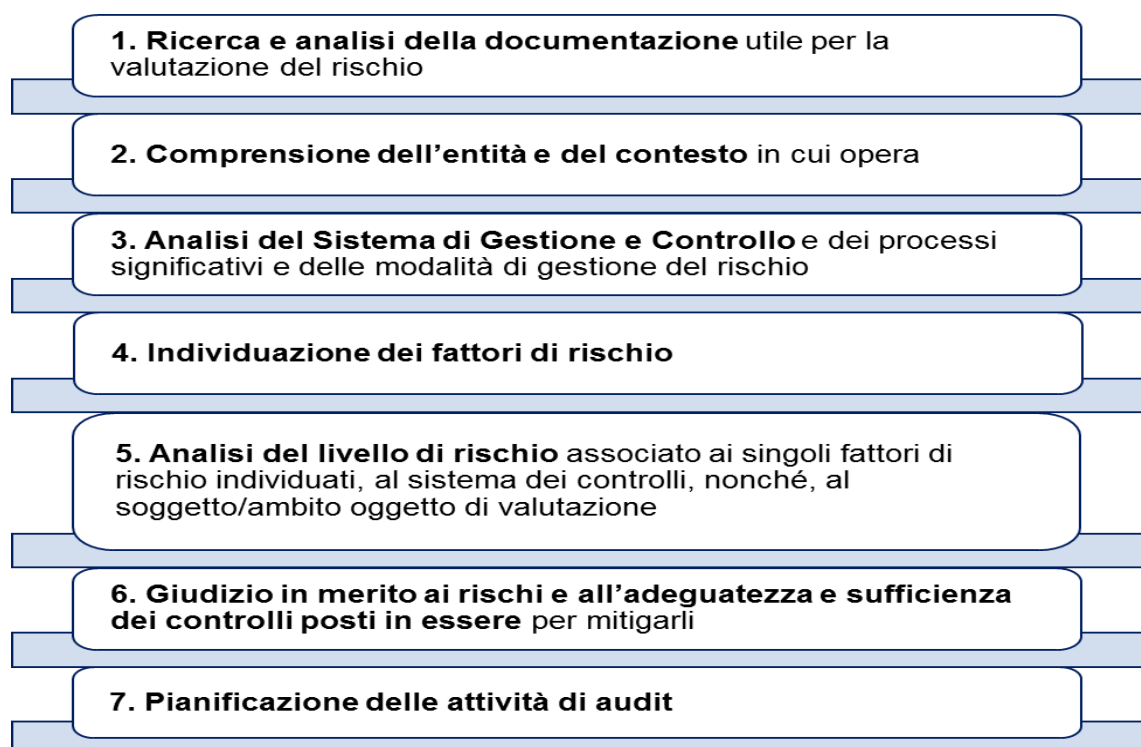 1. Ricerca e analisi della documentazione utile per la
valutazione del rischio
2. Comprensione dell’entità e del contesto in cui opera
3. Analisi del Sistema di Gestione e Controllo e dei processi
significativi e delle modalità di gestione del rischio
4. Individuazione dei fattori di rischio
5. Analisi del livello di rischio associato ai singoli fattori di
rischio individuati, al sistema dei controlli, nonché, al
soggetto/ambito oggetto di valutazione
6. Giudizio in merito ai rischi e all’adeguatezza e sufficienza
dei controlli posti in essere per mitigarli
7. Pianificazione delle attività di audit